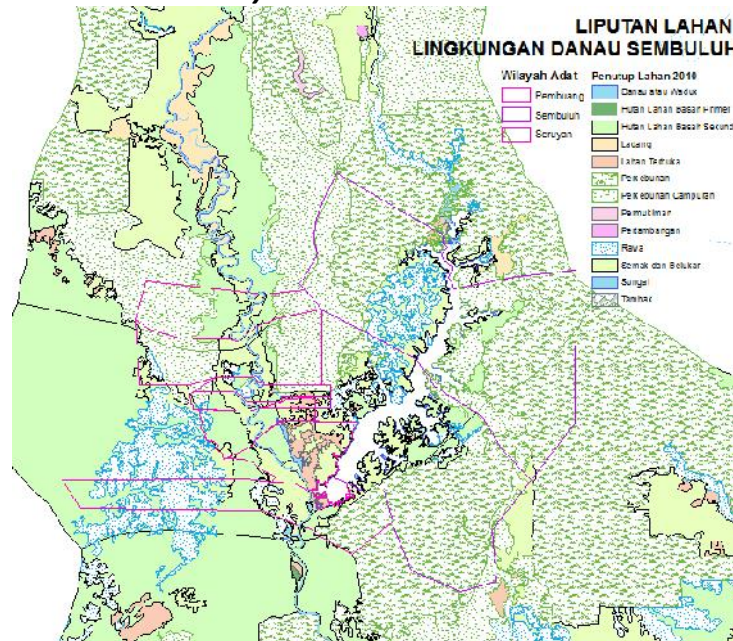 LIPUTAN LAHAN
LINGKUNGAN DANAU SEMBULUH
Wilayah Adat
Pembuang
Sembuluh
Seruyan
Penutup Lahan 2010
Danau atau Waduk
Hutan Lahan Basah Primer
Hutan Lahan Basah Sekund
Ladang
Lahan Terbuka
Perkebunan
Perkebunan Campuran
Permukiman
Pertambangan
Rawa
Semak dan Belukar
Sungai
Tambak